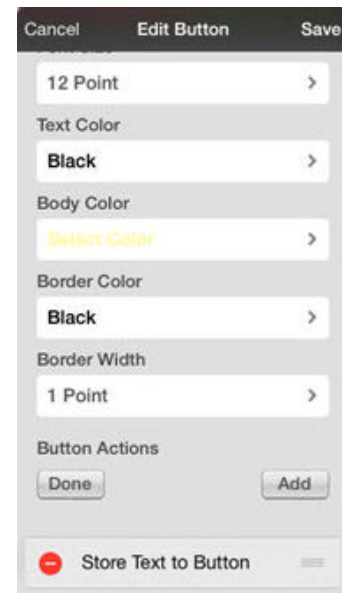 Cancel Edit Button Save
12 Point
Text Color
Black
Body Color
Select Color
Border Color
Black
Border Width
1 Point
Button Actions
Done Add
Store Text to Button